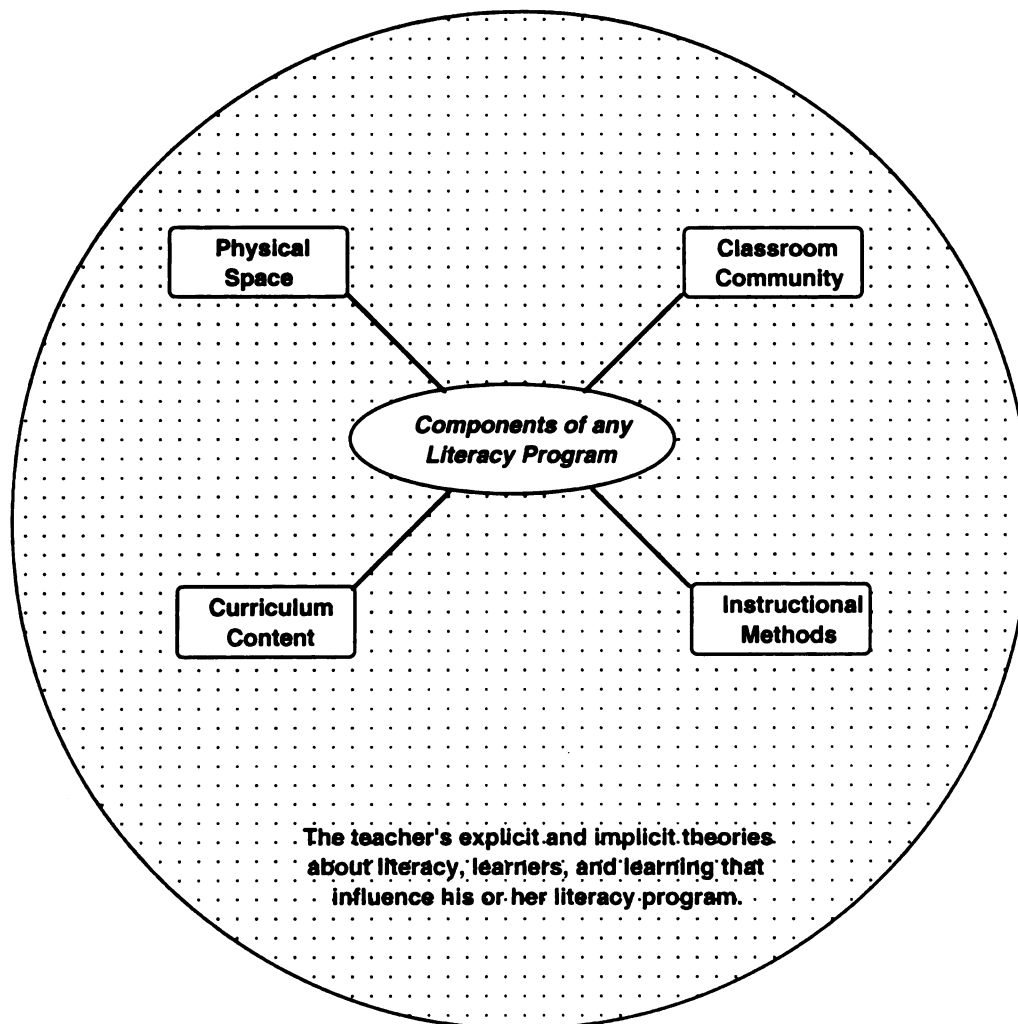 Physical
Space
Classroom
Community
Components of any
Literacy Program
Curriculum
Content
Instructional
Methods
The teacher's explicit and implicit theories
about literacy, learners, and learning that
influence his or her literacy program.